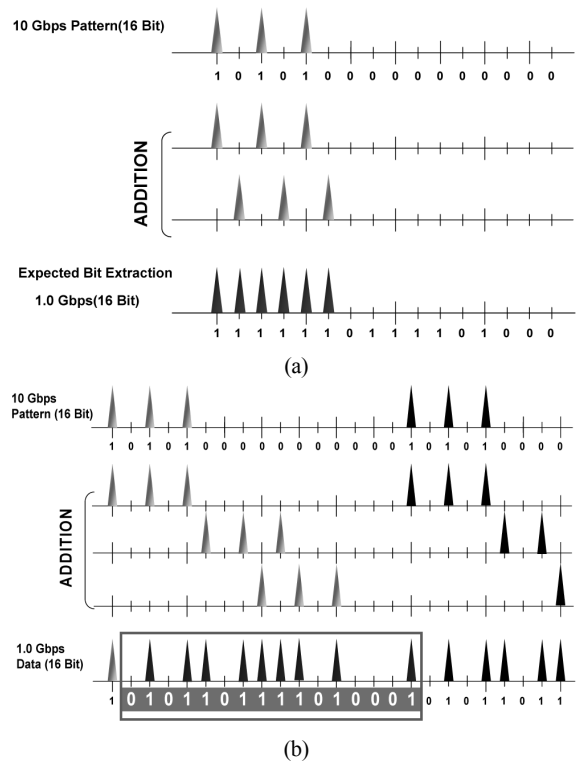 10 Gbps Pattern(16 Bit)
1 0 1 0 1 0 0 0 0 0 0 0 0 0 0 0
ADDITION
Expected Bit Extraction
1.0 Gbps(16 Bit)
1 1 1 1 1 1 0 1 1 1 1 0 1 0 0 0
(a)
10 Gbps
Pattern (16 Bit)
1 0 1 0 1 0 0 0 0 0 0 0 0 0 0 0 1 0 1 0 1 0 0 0 0
ADDITION
1.0 Gbps
Data (16 Bit)
1 0 1 0 1 1 0 1 1 1 1 0 1 0 0 0 1 0 1 0 1 1 0 1 1
(b)